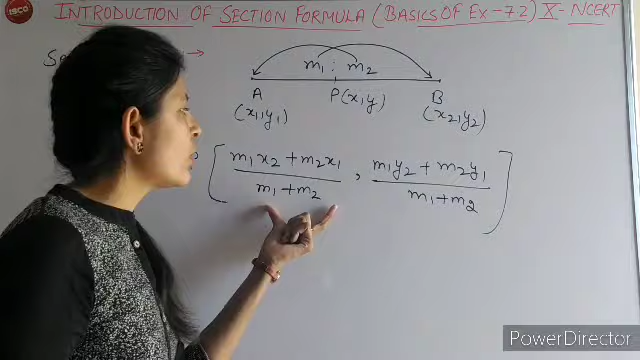 INTRODUCTION OF SECTION FORMULA (BASICS OF EX-7.2) X-NCERT
m₁ : m₂
A P(x,y) B
(x₁,y₁) (x₂,y₂)
[ (m₁x₂ + m₂x₁)/(m₁ + m₂) , (m₁y₂ + m₂y₁)/(m₁ + m₂) ]
PowerDirector